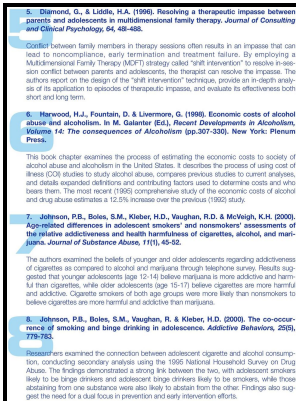 5
5. Diamond, G., & Liddle, H.A. (1996). Resolving a therapeutic impasse between
parents and adolescents in multidimensional family therapy. Journal of Consulting
and Clinical Psychology, 64, 481-488.
Conflict between family members in therapy sessions often results in an impasse that can
lead to noncompliance, early termination and treatment failure. By employing a
Multidimensional Family Therapy (MDFT) strategy called "shift intervention" to resolve in-ses-
sion conflict between parents and adolescents, the therapist can resolve the impasse. The
authors report on the design of the "shift intervention" technique, provide an in-depth analy-
sis of its application to episodes of therapeutic impasse, and evaluate its effectiveness both
short and long term.
6
6. Harwood, H.J., Fountain, D. & Livermore, G. (1998). Economic costs of alcohol
abuse and alcoholism. In M. Galanter (Ed.), Recent Developments in Alcoholism,
Volume 14: The consequences of Alcoholism (pp.307-330). New York: Plenum
Press.
This book chapter examines the process of estimating the economic costs to society of
alcohol abuse and alcoholism in the United States. It describes the process of using cost of
illness (COI) studies to study alcohol abuse, compares previous studies to current analyses,
and details expanded definitions and contributing factors used to determine costs and who
bears them. The most recent (1995) comprehensive study of the economic costs of alcohol
and drug abuse estimates a 12.5% increase over the previous (1992) study.
7
7. Johnson, P.B., Boles, S.M., Kleber, H.D., Vaughan, R.D. & McVeigh, K.H. (2000).
Age-related differences in adolescent smokers' and nonsmokers' assessments of
the relative addictiveness and health harmfulness of cigarettes, alcohol, and mari-
juana. Journal of Substance Abuse, 11(1), 45-52.
The authors examined the beliefs of younger and older adolescents regarding addictiveness
of cigarettes as compared to alcohol and marijuana through telephone survey. Results sug-
gested that younger adolescents (age 12-14) believe marijuana is more addictive and harm-
ful than cigarettes, while older adolescents (age 15-17) believe cigarettes are more harmful
and addictive. Cigarette smokers of both age groups were more likely than nonsmokers to
believe cigarettes are more harmful and addictive than marijuana.
8
8. Johnson, P.B., Boles, S.M., Vaughan, R. & Kleber, H.D. (2000). The co-occur-
rence of smoking and binge drinking in adolescence. Addictive Behaviors, 25(5),
779-783.
Researchers examined the connection between adolescent cigarette and alcohol consump-
tion, conducting secondary analysis using the 1995 National Household Survey on Drug
Abuse. The findings demonstrated a strong link between the two, with adolescent smokers
likely to be binge drinkers and adolescent binge drinkers likely to be smokers, while those
abstaining from one substance were also likely to abstain from the other. Findings also sug-
gest the need for a dual focus in prevention and early intervention efforts.